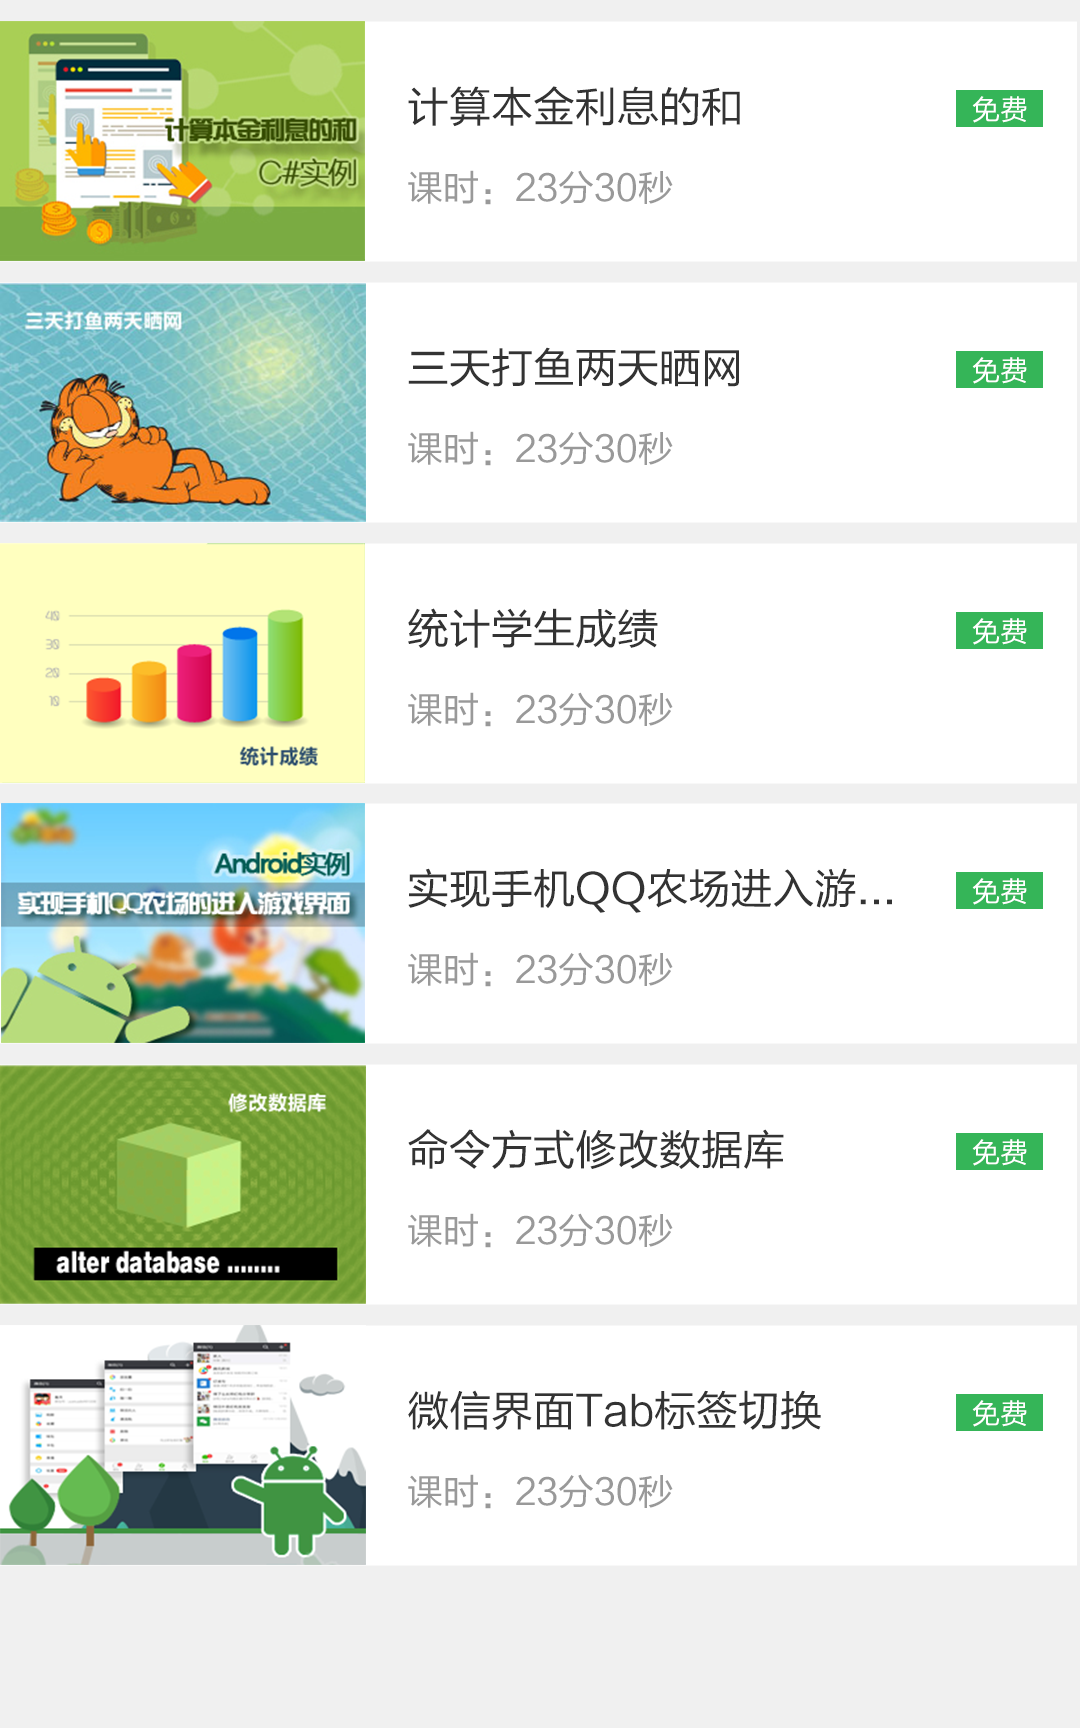 计算本金利息的和
C#实例
计算本金利息的和
免费
课时：23分30秒
三天打鱼两天晒网
三天打鱼两天晒网
免费
课时：23分30秒
40
30
20
10
统计成绩
统计学生成绩
免费
课时：23分30秒
Android实例
实现手机QQ农场的进入游戏界面
实现手机QQ农场进入游...
免费
课时：23分30秒
修改数据库
alter database ........
命令方式修改数据库
免费
课时：23分30秒
微信界面Tab标签切换
免费
课时：23分30秒